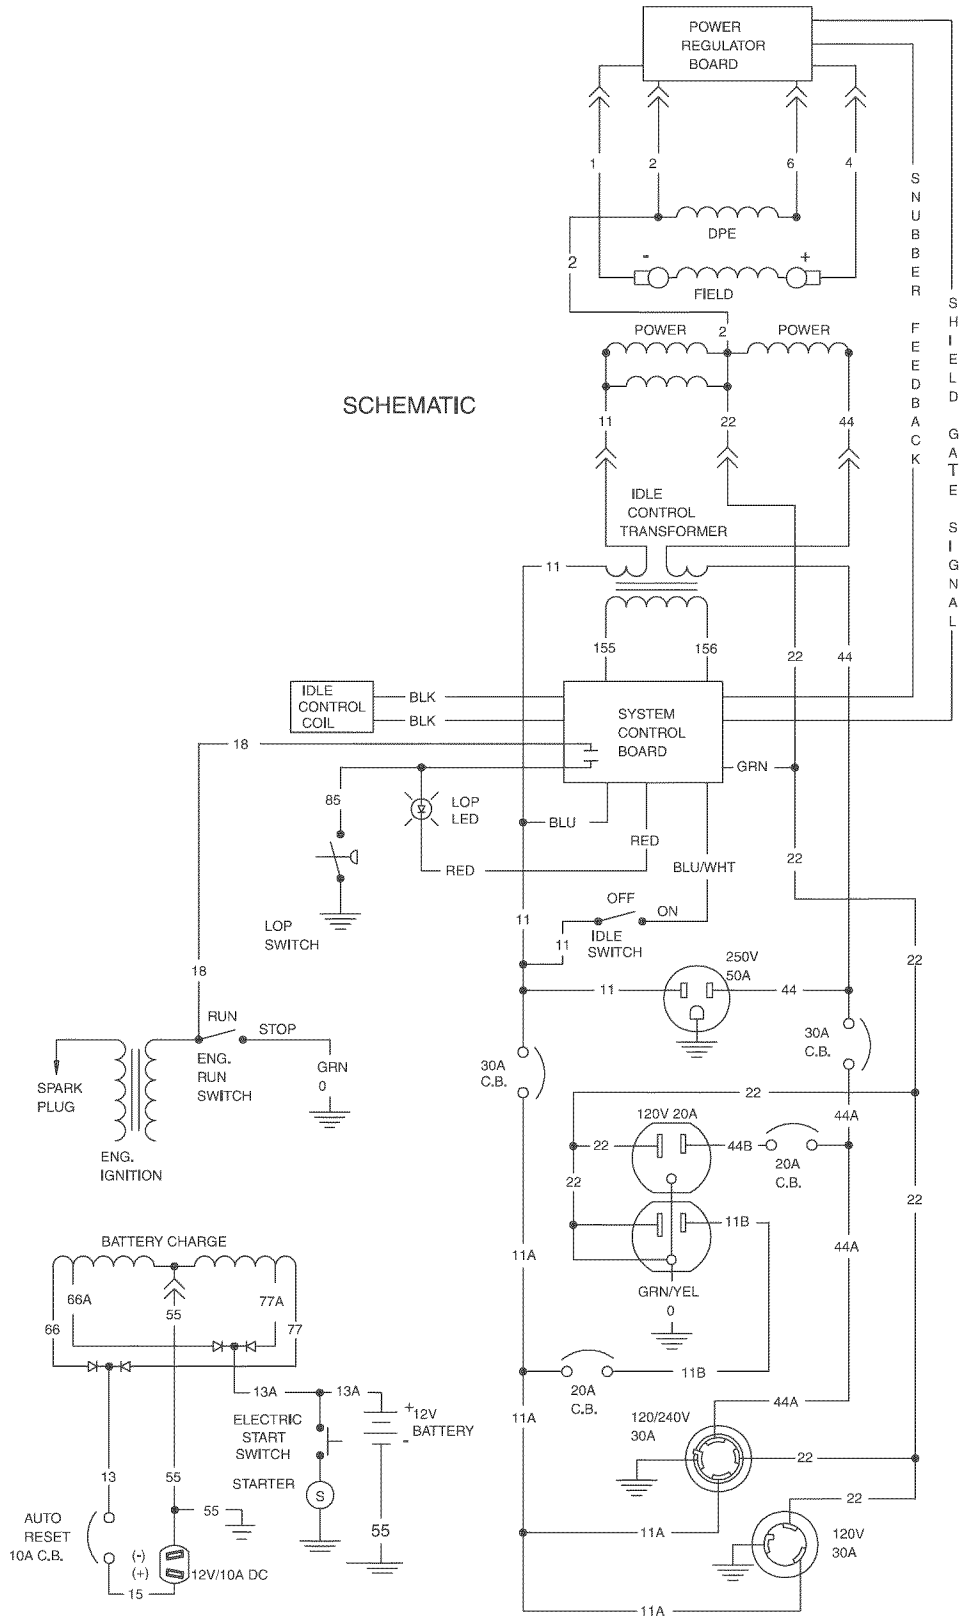 POWER
REGULATOR
BOARD
1
2
6
4
SNUBBER FEEDBACK
SHIELD GATE SIGNAL
DPE
2
-
+
FIELD
POWER
2
POWER
SCHEMATIC
11
22
44
IDLE
CONTROL
TRANSFORMER
11
155
156
22
44
IDLE
CONTROL
COIL
BLK
BLK
SYSTEM
CONTROL
BOARD
18
GRN
85
LOP
LED
BLU
RED
RED
BLU/WHT
22
OFF
ON
LOP
SWITCH
11
11
IDLE
SWITCH
22
250V
50A
18
11
44
RUN
STOP
30A
C.B.
30A
C.B.
SPARK
PLUG
ENG.
RUN
SWITCH
GRN
0
22
120V 20A
44A
ENG.
IGNITION
22
44B
20A
C.B.
22
22
11B
BATTERY CHARGE
11A
44A
66A
55
77A
GRN/YEL
0
66
77
11B
20A
C.B.
13A
13A
44A
+
12V
BATTERY
-
ELECTRIC
START
SWITCH
11A
120/240V
30A
22
13
55
STARTER
S
22
AUTO
RESET
10A C.B.
55
55
11A
120V
30A
(-)
(+)
12V/10A DC
15
11A